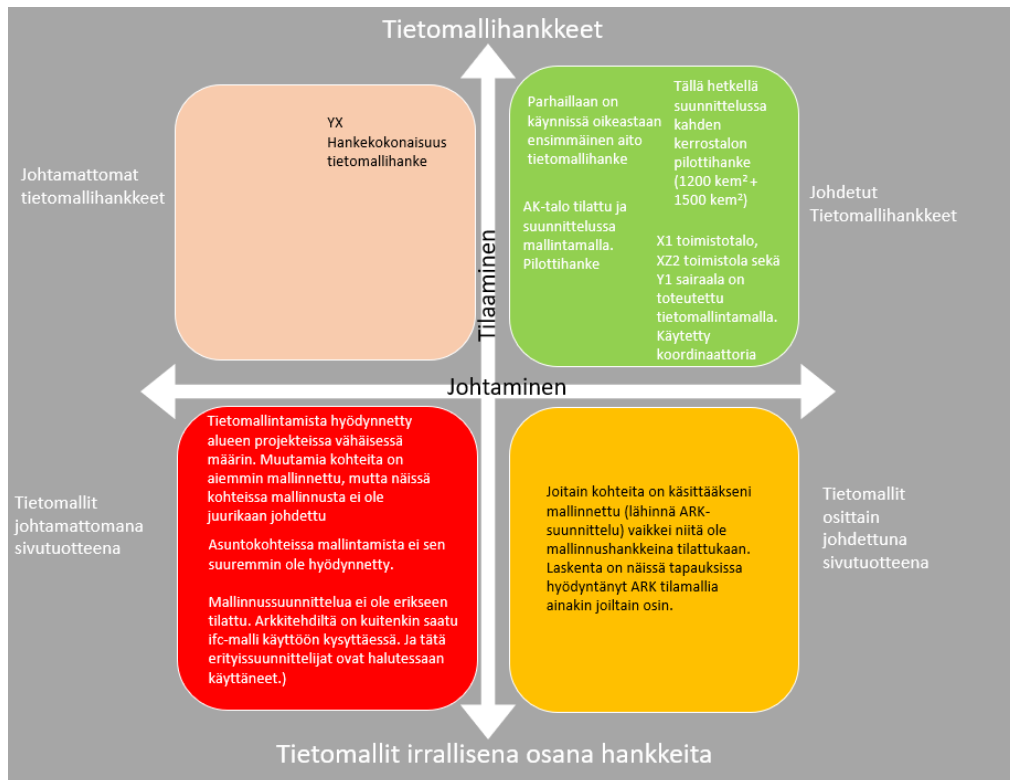 Tietomallihankkeet
YX
Hankekokonaisuus
tietomallihanke
Parhaillaan on
käynnissä oikeastaan
ensimmäinen aito
tietomallihanke
AK-talo tilattu ja
suunnittelussa
mallintamalla.
Pilottihanke
Tällä hetkellä
suunnittelussa
kahden
kerrostalon
pilottihanke
(1200 kem² +
1500 kem²)
X1 toimistotalo,
XZ2 toimistola sekä
Y1 sairaala on
toteutettu
tietomallintamalla.
Käytetty
koordinaattoria
Johtamattomat
tietomallihankkeet
Johdetut
Tietomallihankkeet
Tilaaminen
Johtaminen
Tietomallintamista hyödynnetty
alueen projekteissa vähäisessä
määrin. Muutamia kohteita on
aiemmin mallinnettu, mutta näissä
kohteissa mallinnusta ei ole
juurikaan johdettu
Asuntokohteissa mallintamista ei sen
suuremmin ole hyödynnetty.
Mallinnussuunnittelua ei ole erikseen
tilattu. Arkkitehdiltä on kuitenkin saatu
ifc-malli käyttöön kysyttäessä. Ja tätä
erityissuunnittelijat ovat halutessaan
käyttäneet.)
Joitain kohteita on käsittääkseni
mallinnettu (lähinnä ARK-
suunnittelu) vaikkei niitä ole
mallinnushankkeina tilattukaan.
Laskenta on näissä tapauksissa
hyödyntänyt ARK tilamallia
ainakin joiltain osin.
Tietomallit
johtamattomana
sivutuotteena
Tietomallit
osittain
johdettuna
sivutuotteena
Tietomallit irrallisena osana hankkeita